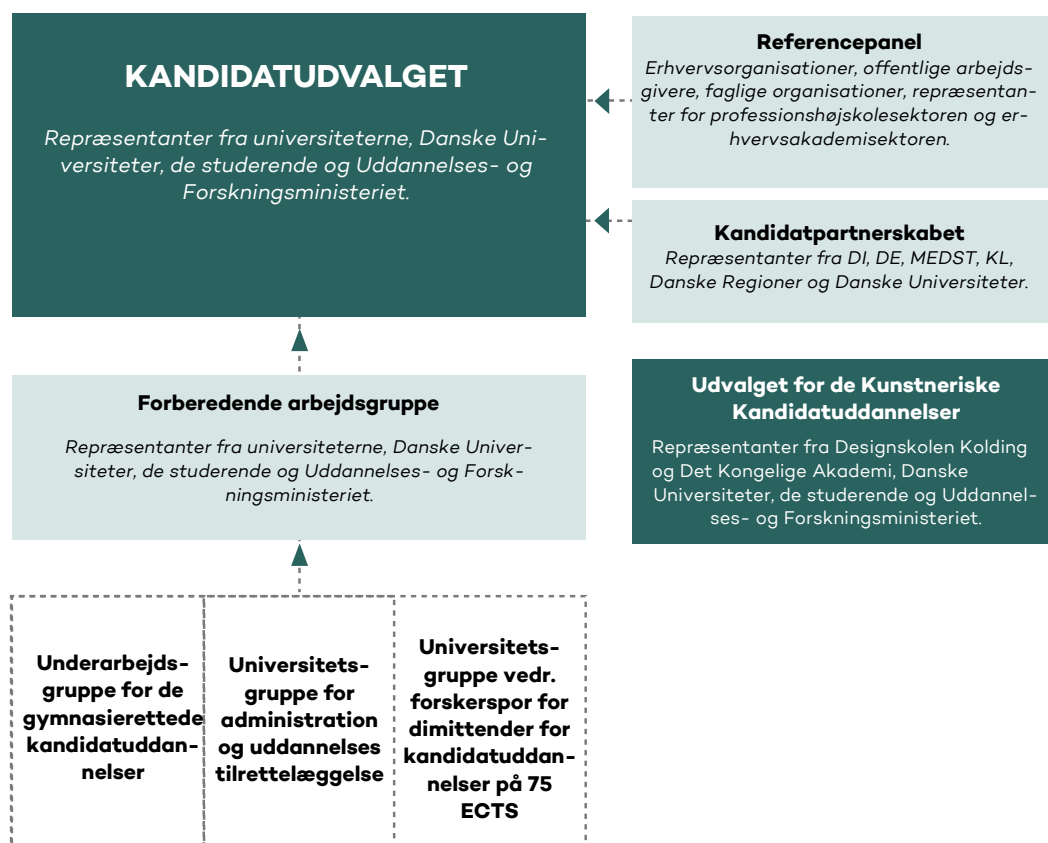 KANDIDATUDVALGET
Repræsentanter fra universiteterne, Danske Uni-
versiteter, de studerende og Uddannelses- og
Forskningsministeriet.
Referencepanel
Erhvervsorganisationer, offentlige arbejds-
givere, faglige organisationer, repræsentan-
ter for professionshøjskolesektoren og er-
hvervsakademisektoren.
Kandidatpartnerskabet
Repræsentanter fra DI, DE, MEDST, KL,
Danske Regioner og Danske Universiteter.
Forberedende arbejdsgruppe
Repræsentanter fra universiteterne, Danske Univer-
siteter, de studerende og Uddannelses- og Forsk-
ningsministeriet.
Udvalget for de Kunstneriske
Kandidatuddannelser
Repræsentanter fra Designskolen Kolding
og Det Kongelige Akademi, Danske
Universiteter, de studerende og Uddannel-
ses- og Forskningsministeriet.
Underarbejds-
gruppe for de
gymnasierettede
kandidatuddan-
nelser
Universitets-
gruppe for
administration
og uddannelses
tilrettelæggelse
Universitets-
gruppe vedr.
forskerspor for
dimittender for
kandidatuddan-
nelser på 75
ECTS